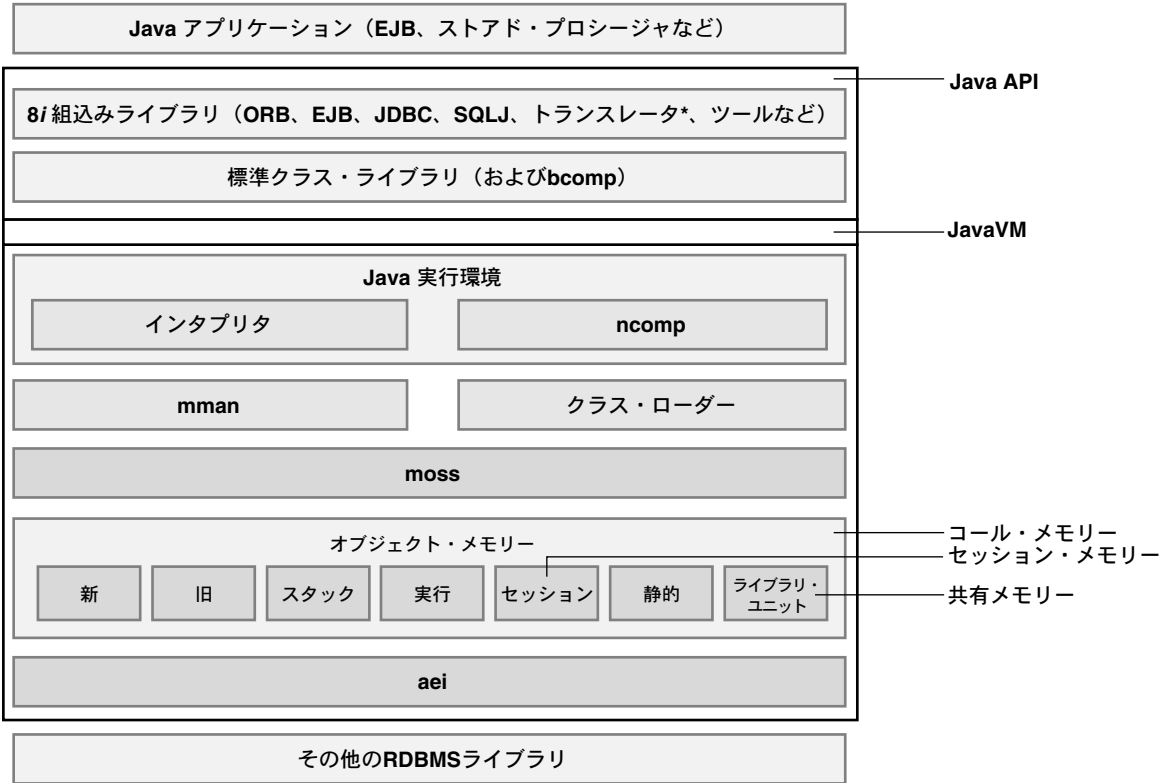 Java アプリケーション（EJB、ストアド・プロシージャなど）
Java API
8i 組込みライブラリ（ORB、EJB、JDBC、SQLJ、トランスレータ*、ツールなど）
標準クラス・ライブラリ（およびbcomp）
JavaVM
Java 実行環境
インタプリタ
ncomp
mman
クラス・ローダー
moss
オブジェクト・メモリー
コール・メモリー
セッション・メモリー
新
旧
スタック
実行
セッション
静的
ライブラリ・
ユニット
共有メモリー
aei
その他のRDBMSライブラリ